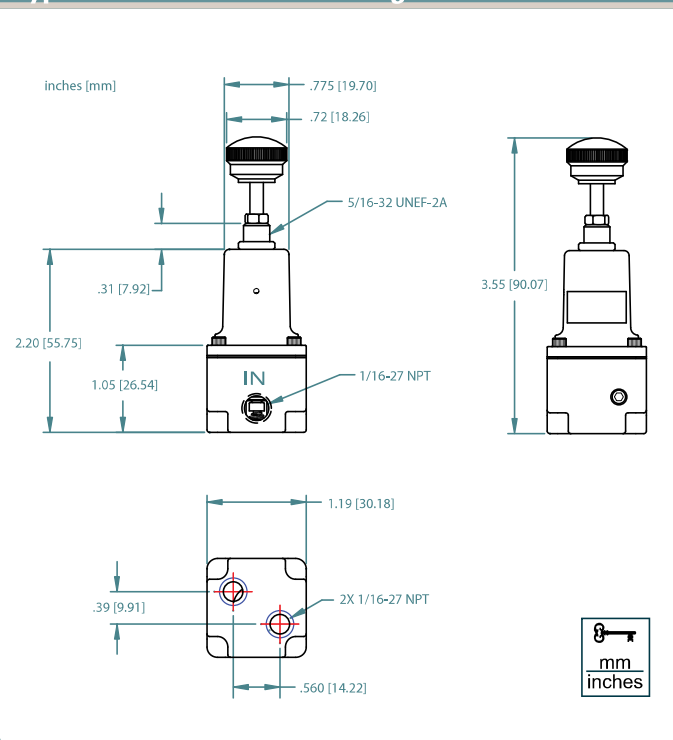 inches [mm]
.775 [19.70]
.72 [18.26]
5/16-32 UNEF-2A
.31 [7.92]
3.55 [90.07]
2.20 [55.75]
1.05 [26.54]
IN
1/16-27 NPT
1.19 [30.18]
.39 [9.91]
2X 1/16-27 NPT
.560 [14.22]
mm
inches